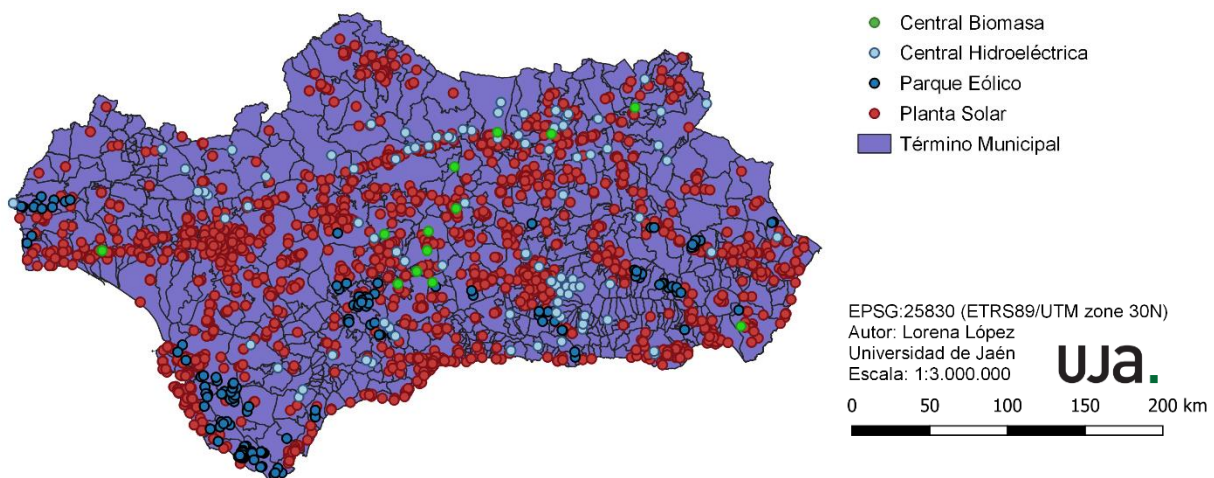 Central Biomasa
Central Hidroeléctrica
Parque Eólico
Planta Solar
Término Municipal
EPSG:25830 (ETRS89/UTM zone 30N)
Autor: Lorena López
Universidad de Jaén
Escala: 1:3.000.000
uja.
0 50 100 150 200 km